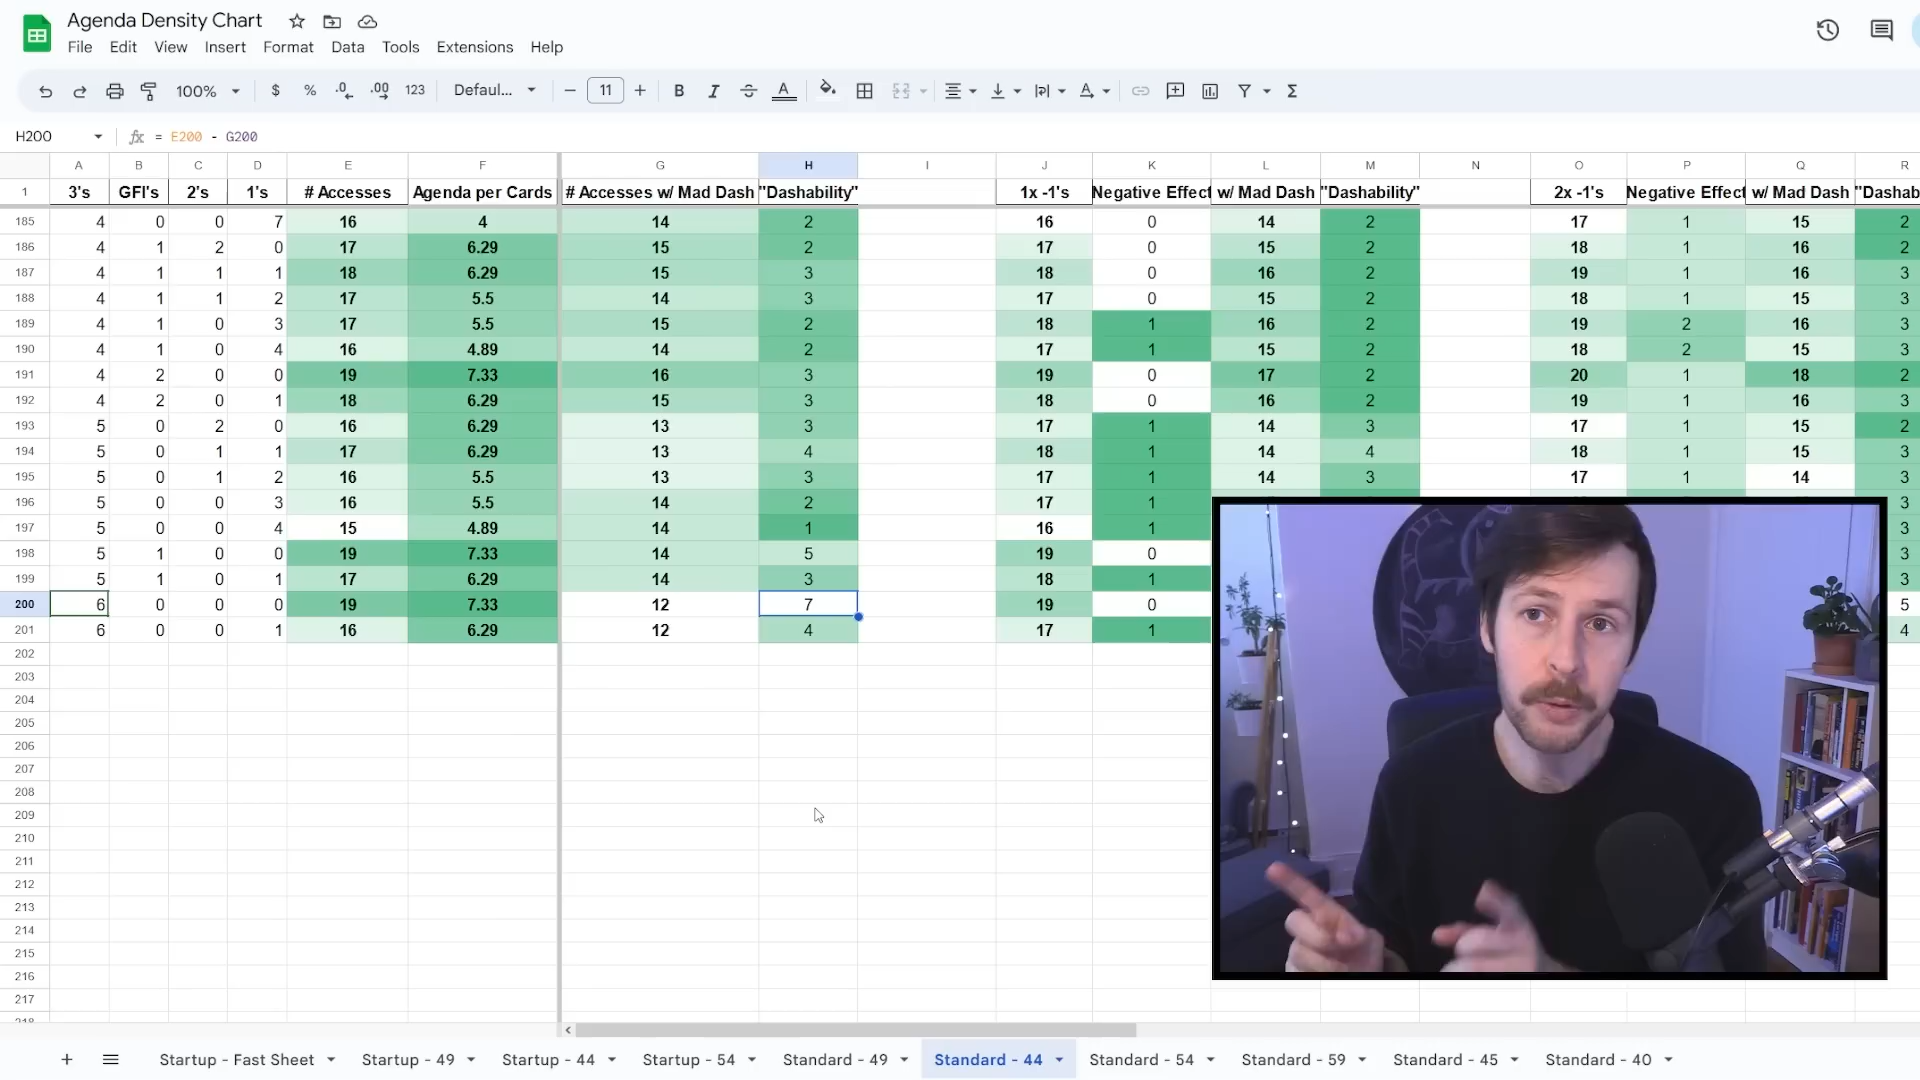 Agenda Density Chart
File Edit View Insert Format Data Tools Extensions Help
100% $ % .0 .00 123 Defaul... − 11 + B I A Σ
H200 fx = E200 - G200
A B C D E F G H I J K L M N O P Q R
1 3's GFI's 2's 1's # Accesses Agenda per Cards # Accesses w/ Mad Dash "Dashability" 1x -1's Negative Effect w/ Mad Dash "Dashability" 2x -1's Negative Effect w/ Mad Dash "Dashab
185 4 0 0 7 16 4 14 2 16 0 14 2 17 1 15 2
186 4 1 2 0 17 6.29 15 2 17 0 15 2 18 1 16 2
187 4 1 1 1 18 6.29 15 3 18 0 16 2 19 1 16 3
188 4 1 1 2 17 5.5 14 3 17 0 15 2 18 1 15 3
189 4 1 0 3 17 5.5 15 2 18 1 16 2 19 2 16 3
190 4 1 0 4 16 4.89 14 2 17 1 15 2 18 2 15 3
191 4 2 0 0 19 7.33 16 3 19 0 17 2 20 1 18 2
192 4 2 0 1 18 6.29 15 3 18 0 16 2 19 1 16 3
193 5 0 2 0 16 6.29 13 3 17 1 14 3 17 1 15 2
194 5 0 1 1 17 6.29 13 4 18 1 14 4 18 1 15 3
195 5 0 1 2 16 5.5 13 3 17 1 14 3 17 1 14 3
196 5 0 0 3 16 5.5 14 2 17 1 3
197 5 0 0 4 15 4.89 14 1 16 1 3
198 5 1 0 0 19 7.33 14 5 19 0 3
199 5 1 0 1 17 6.29 14 3 18 1 3
200 6 0 0 0 19 7.33 12 7 19 0 5
201 6 0 0 1 16 6.29 12 4 17 1 4
202
203
204
205
206
207
208
209
210
211
212
213
214
215
216
217
218
+ Startup - Fast Sheet Startup - 49 Startup - 44 Startup - 54 Standard - 49 Standard - 44 Standard - 54 Standard - 59 Standard - 45 Standard - 40